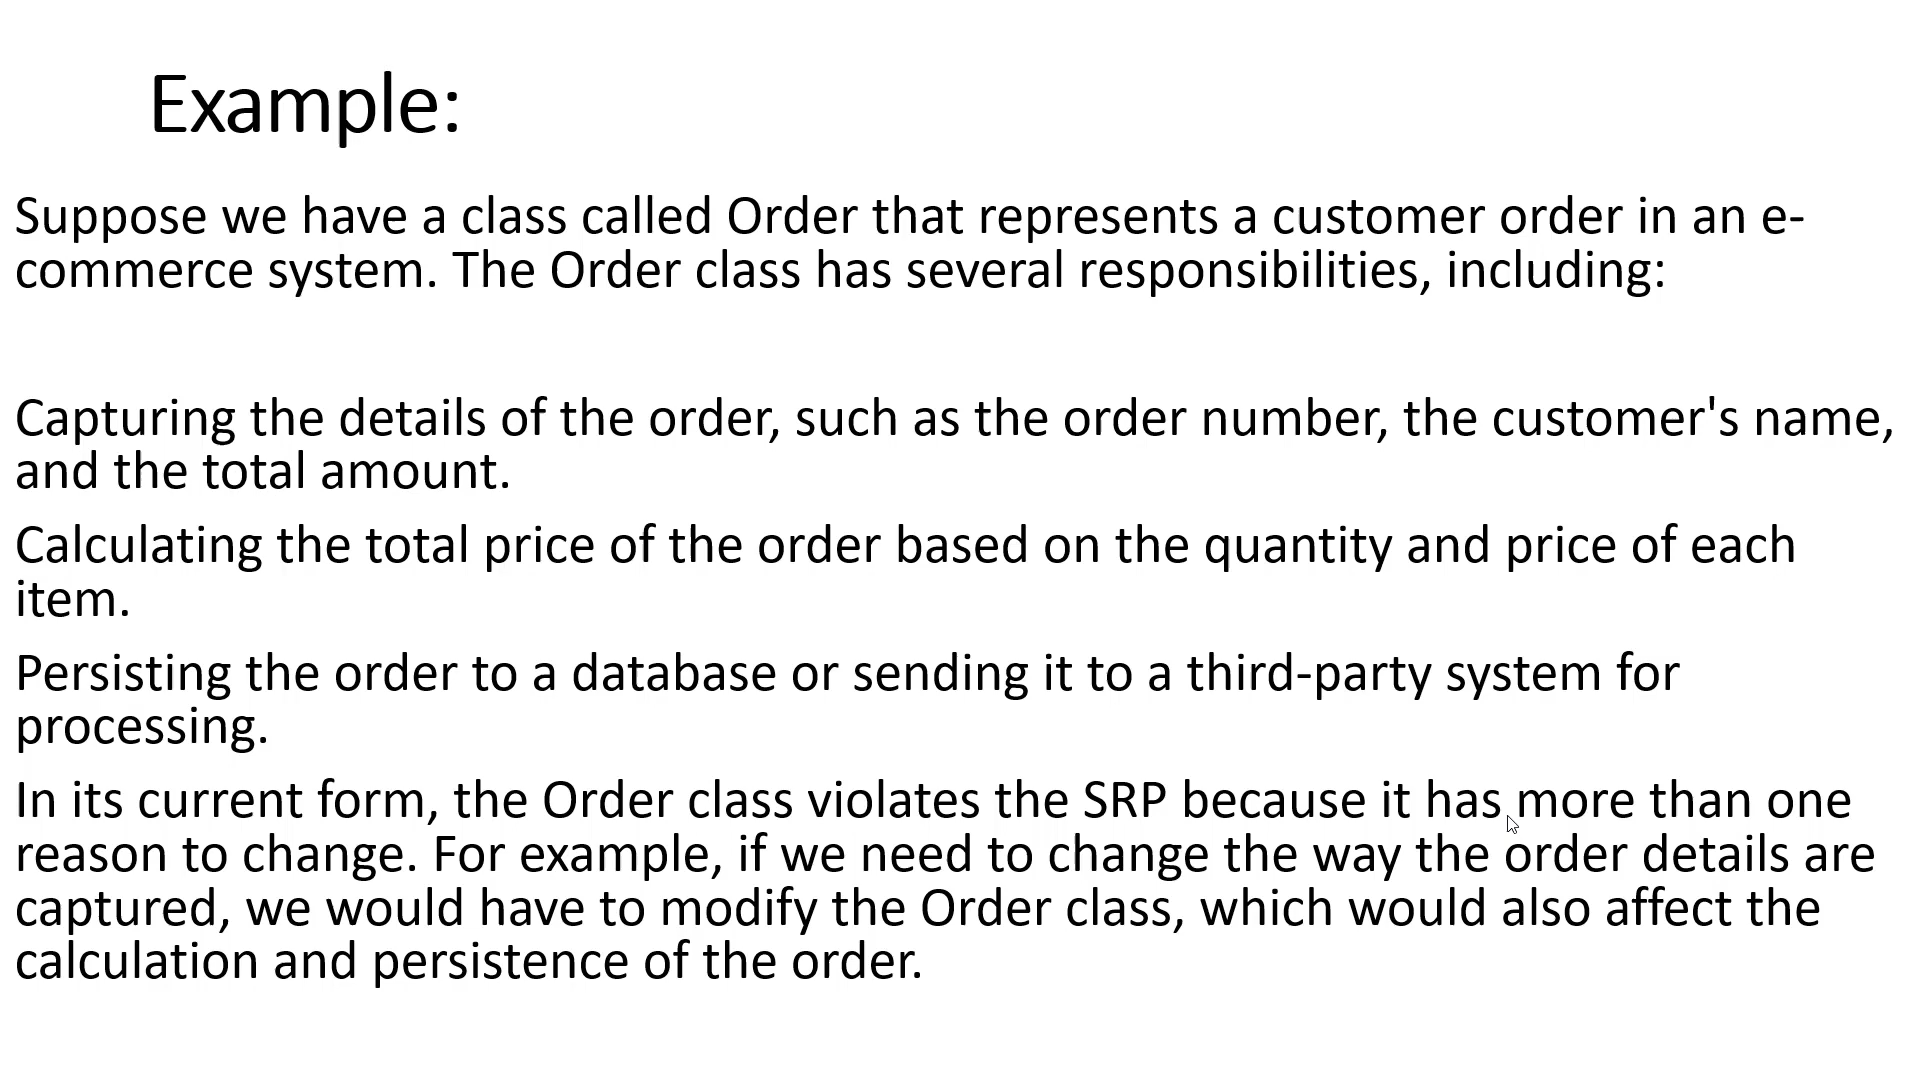 Example:
Suppose we have a class called Order that represents a customer order in an e-
commerce system. The Order class has several responsibilities, including:
Capturing the details of the order, such as the order number, the customer's name,
and the total amount.
Calculating the total price of the order based on the quantity and price of each
item.
Persisting the order to a database or sending it to a third-party system for
processing.
In its current form, the Order class violates the SRP because it has more than one
reason to change. For example, if we need to change the way the order details are
captured, we would have to modify the Order class, which would also affect the
calculation and persistence of the order.